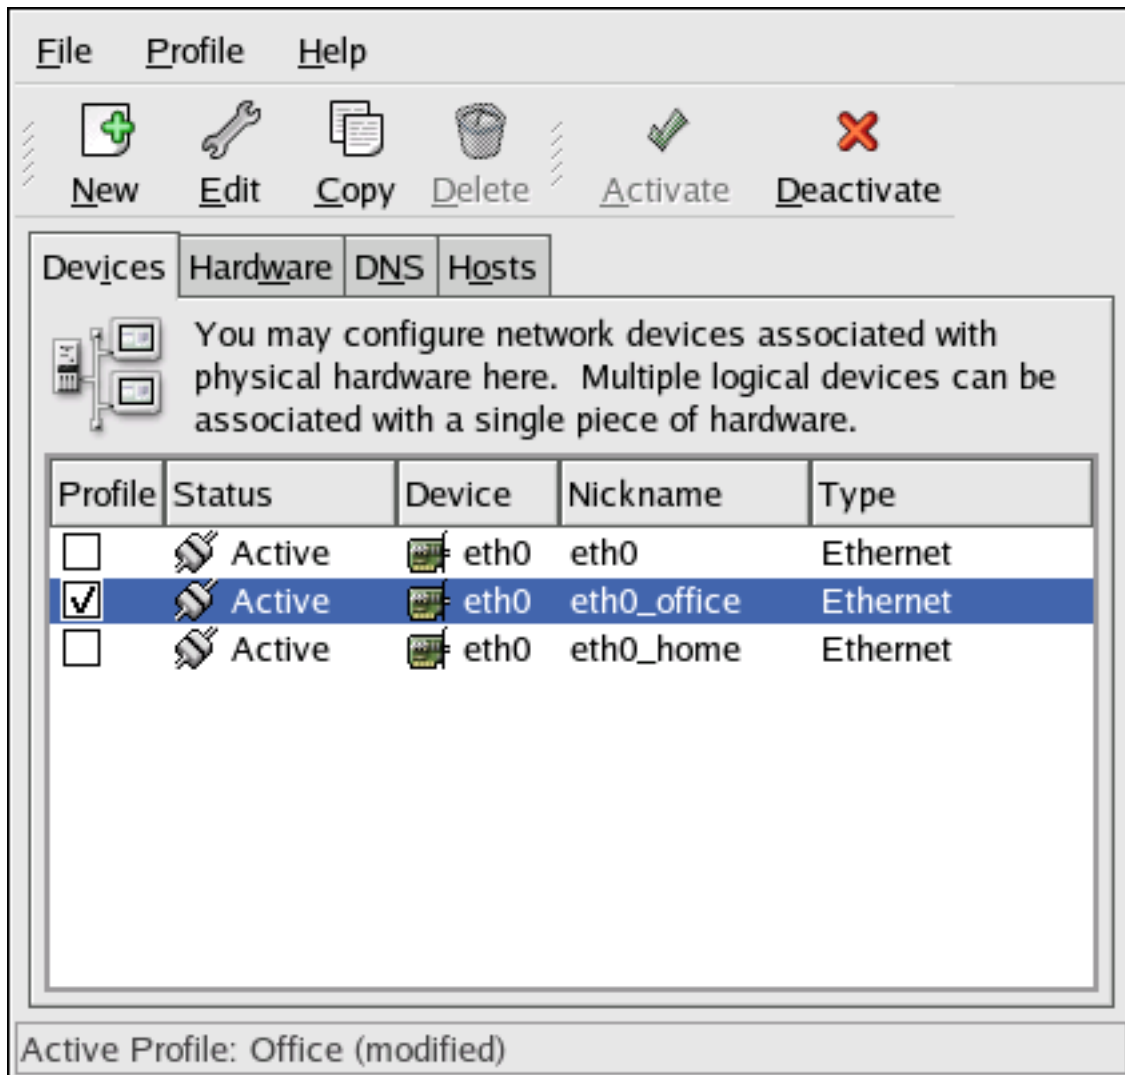 File Profile Help
New Edit Copy Delete Activate Deactivate
Devices Hardware DNS Hosts
You may configure network devices associated with
physical hardware here.  Multiple logical devices can be
associated with a single piece of hardware.
Profile Status Device Nickname Type
Active eth0 eth0 Ethernet
Active eth0 eth0_office Ethernet
Active eth0 eth0_home Ethernet
Active Profile: Office (modified)